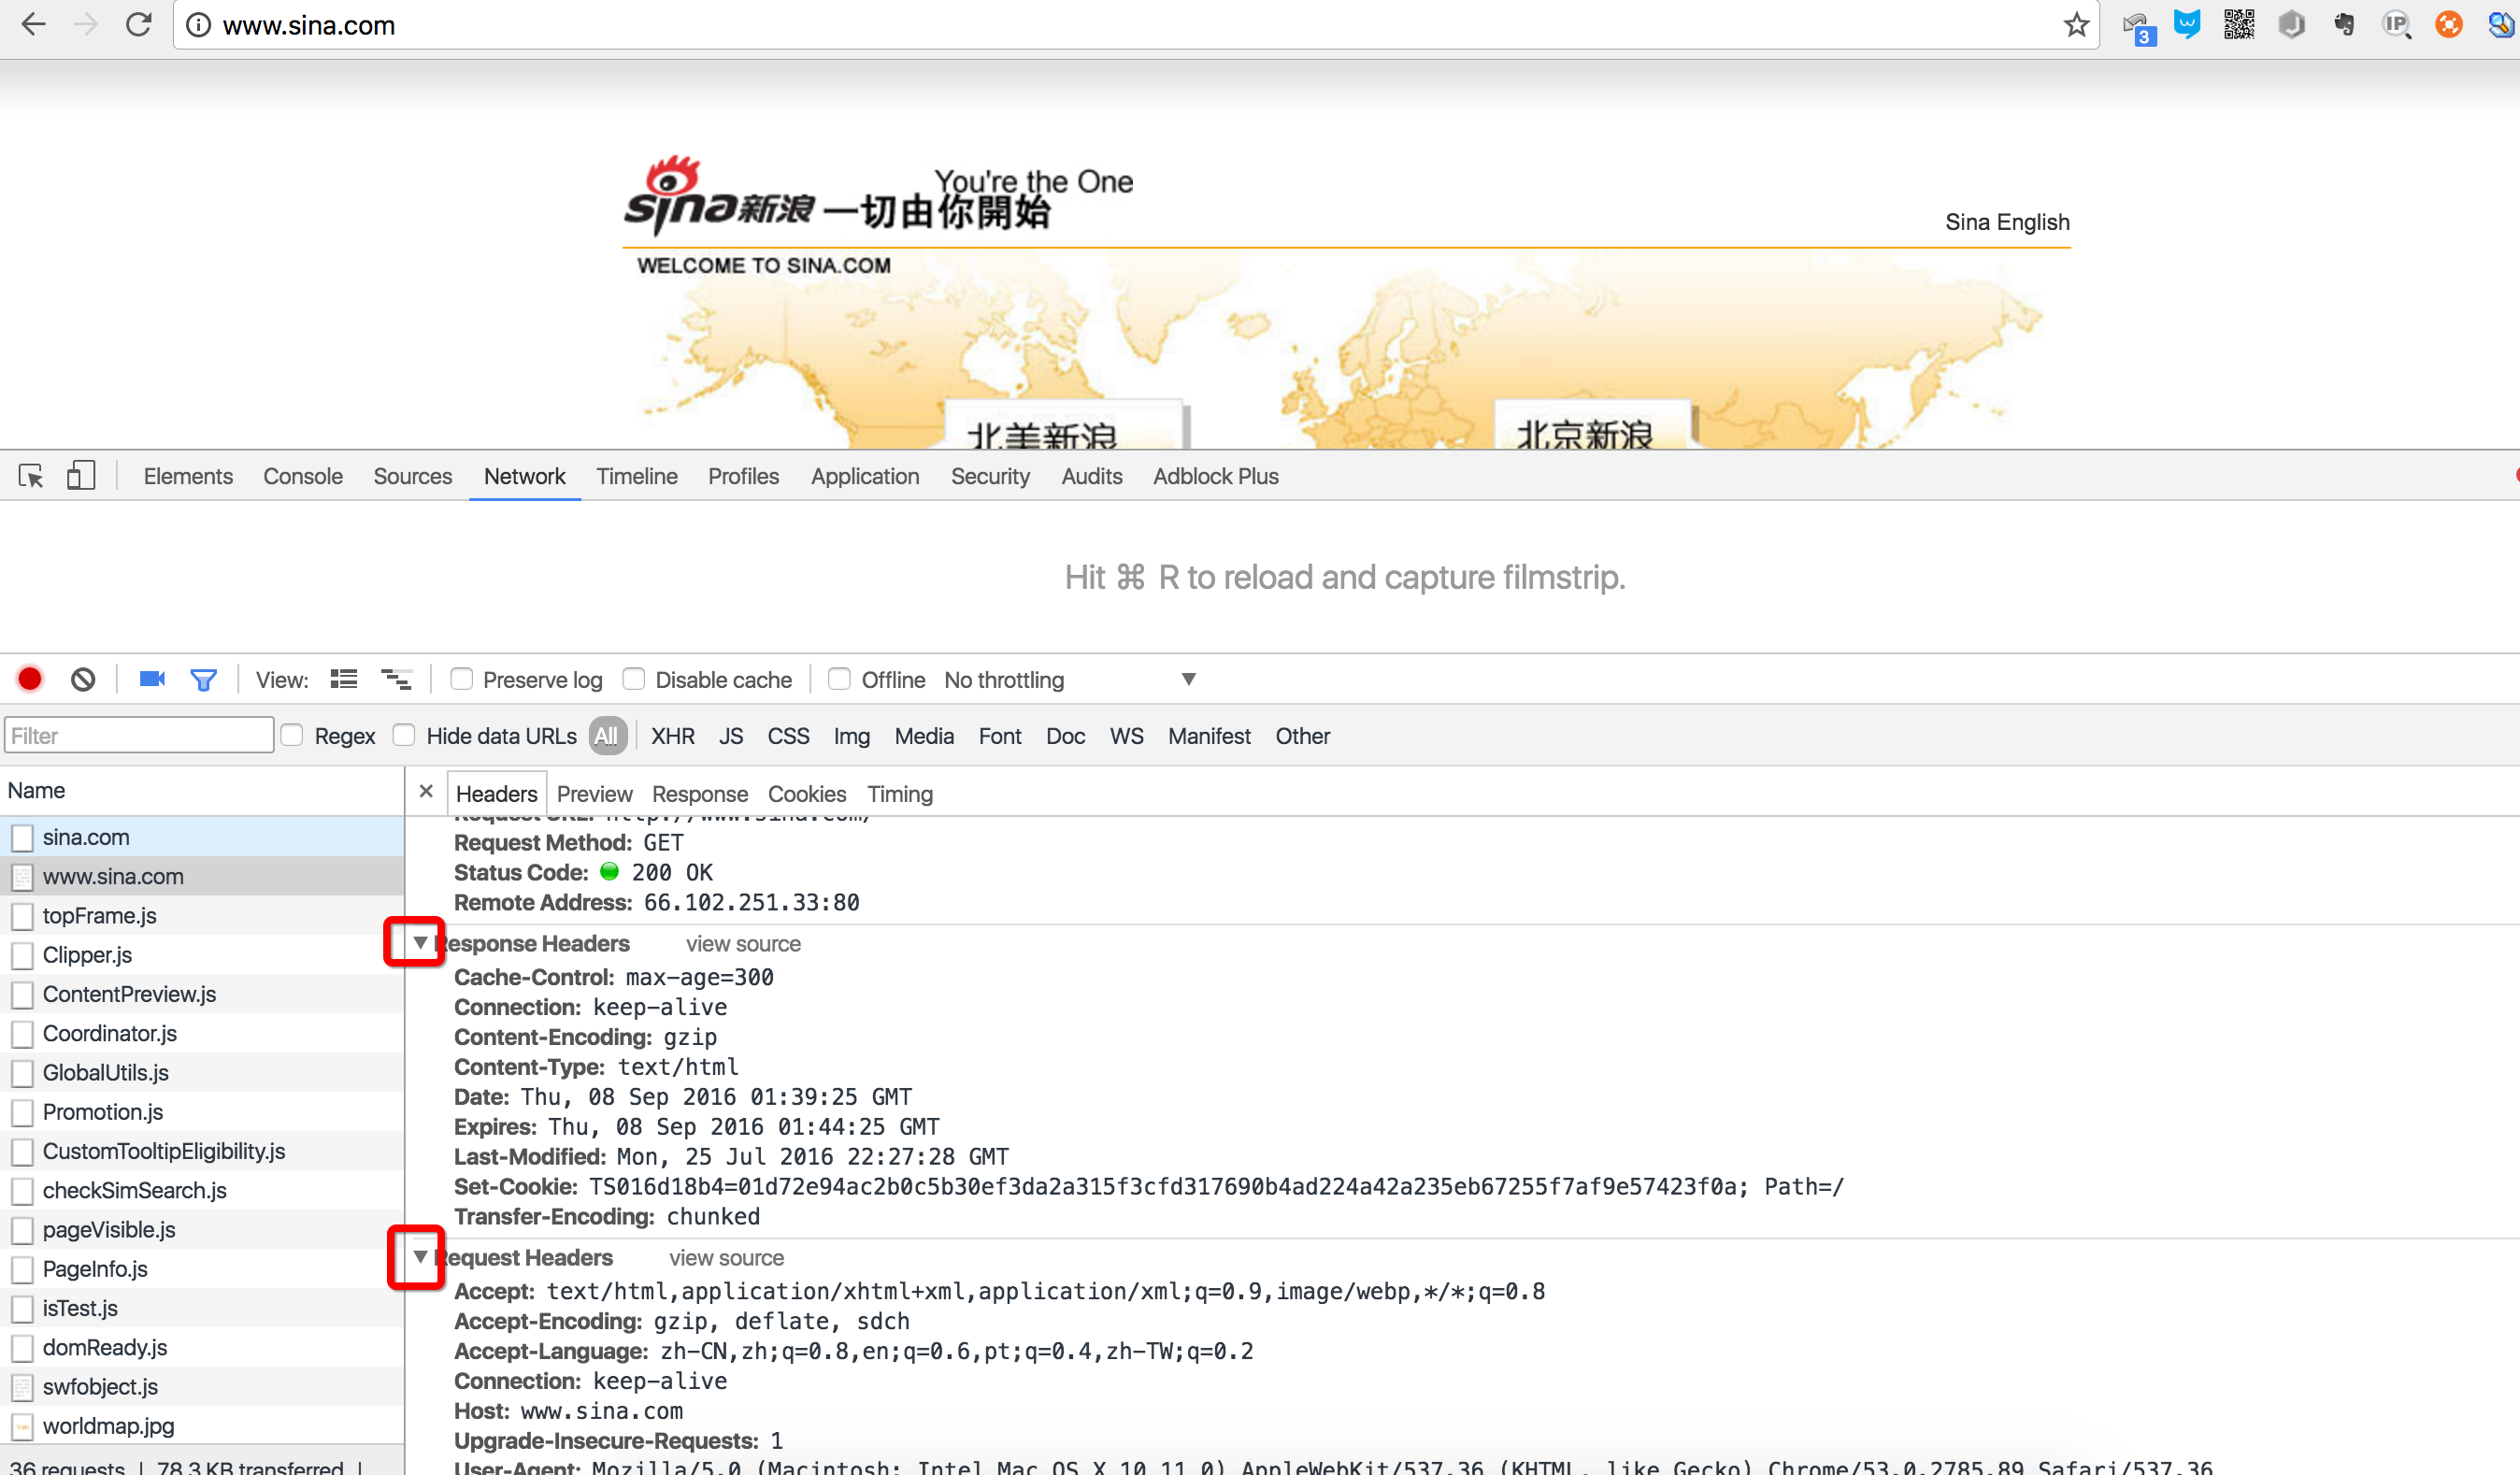 www.sina.com
3
IP
You're the One
sina新浪 一切由你開始
Sina English
WELCOME TO SINA.COM
北美新浪
北京新浪
Elements Console Sources Network Timeline Profiles Application Security Audits Adblock Plus
Hit ⌘ R to reload and capture filmstrip.
View: Preserve log Disable cache Offline No throttling
Filter Regex Hide data URLs All XHR JS CSS Img Media Font Doc WS Manifest Other
Name
sina.com
www.sina.com
topFrame.js
Clipper.js
ContentPreview.js
Coordinator.js
GlobalUtils.js
Promotion.js
CustomTooltipEligibility.js
checkSimSearch.js
pageVisible.js
PageInfo.js
isTest.js
domReady.js
swfobject.js
worldmap.jpg
36 requests | 78.3 KB transferred |
× Headers Preview Response Cookies Timing
Request URL: http://www.sina.com/
Request Method: GET
Status Code: 200 OK
Remote Address: 66.102.251.33:80
▼ Response Headers view source
Cache-Control: max-age=300
Connection: keep-alive
Content-Encoding: gzip
Content-Type: text/html
Date: Thu, 08 Sep 2016 01:39:25 GMT
Expires: Thu, 08 Sep 2016 01:44:25 GMT
Last-Modified: Mon, 25 Jul 2016 22:27:28 GMT
Set-Cookie: TS016d18b4=01d72e94ac2b0c5b30ef3da2a315f3cfd317690b4ad224a42a235eb67255f7af9e57423f0a; Path=/
Transfer-Encoding: chunked
▼ Request Headers view source
Accept: text/html,application/xhtml+xml,application/xml;q=0.9,image/webp,*/*;q=0.8
Accept-Encoding: gzip, deflate, sdch
Accept-Language: zh-CN,zh;q=0.8,en;q=0.6,pt;q=0.4,zh-TW;q=0.2
Connection: keep-alive
Host: www.sina.com
Upgrade-Insecure-Requests: 1
User-Agent: Mozilla/5.0 (Macintosh; Intel Mac OS X 10_11_0) AppleWebKit/537.36 (KHTML, like Gecko) Chrome/53.0.2785.89 Safari/537.36